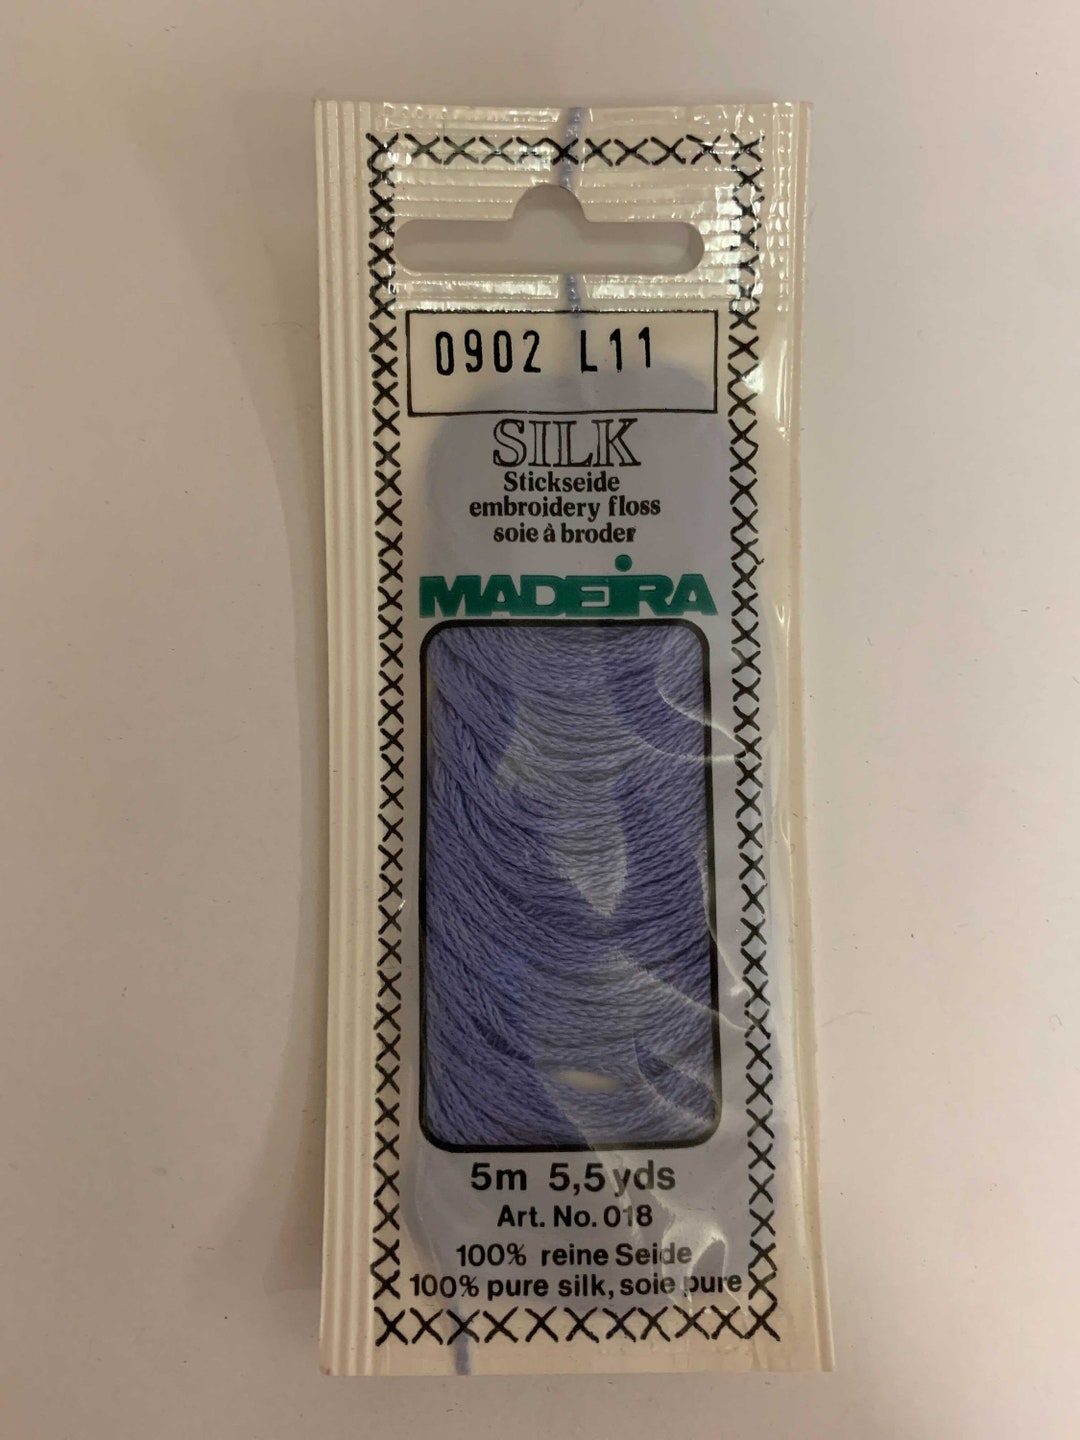 0902 L11
SILK
Stickseide
embroidery floss
soie à broder
MADEiRA
5m 5,5 yds
Art. No. 018
100% reine Seide
100% pure silk, soie pure